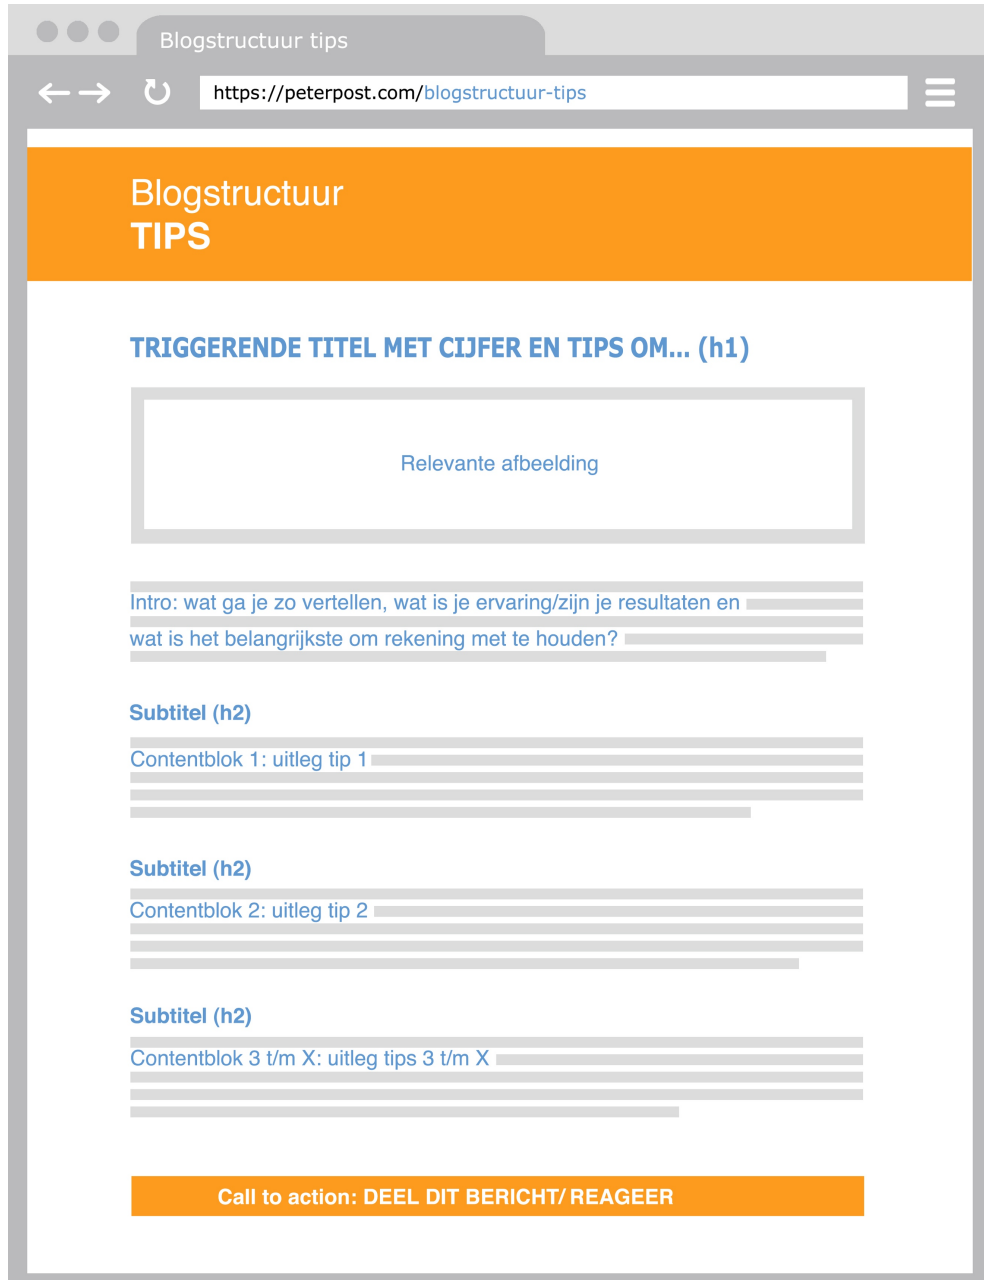 Blogstructuur tips
https://peterpost.com/blogstructuur-tips
Blogstructuur
TIPS
TRIGGERENDE TITEL MET CIJFER EN TIPS OM... (h1)
Relevante afbeelding
Intro: wat ga je zo vertellen, wat is je ervaring/zijn je resultaten en
wat is het belangrijkste om rekening met te houden?
Subtitel (h2)
Contentblok 1: uitleg tip 1
Subtitel (h2)
Contentblok 2: uitleg tip 2
Subtitel (h2)
Contentblok 3 t/m X: uitleg tips 3 t/m X
Call to action: DEEL DIT BERICHT/ REAGEER